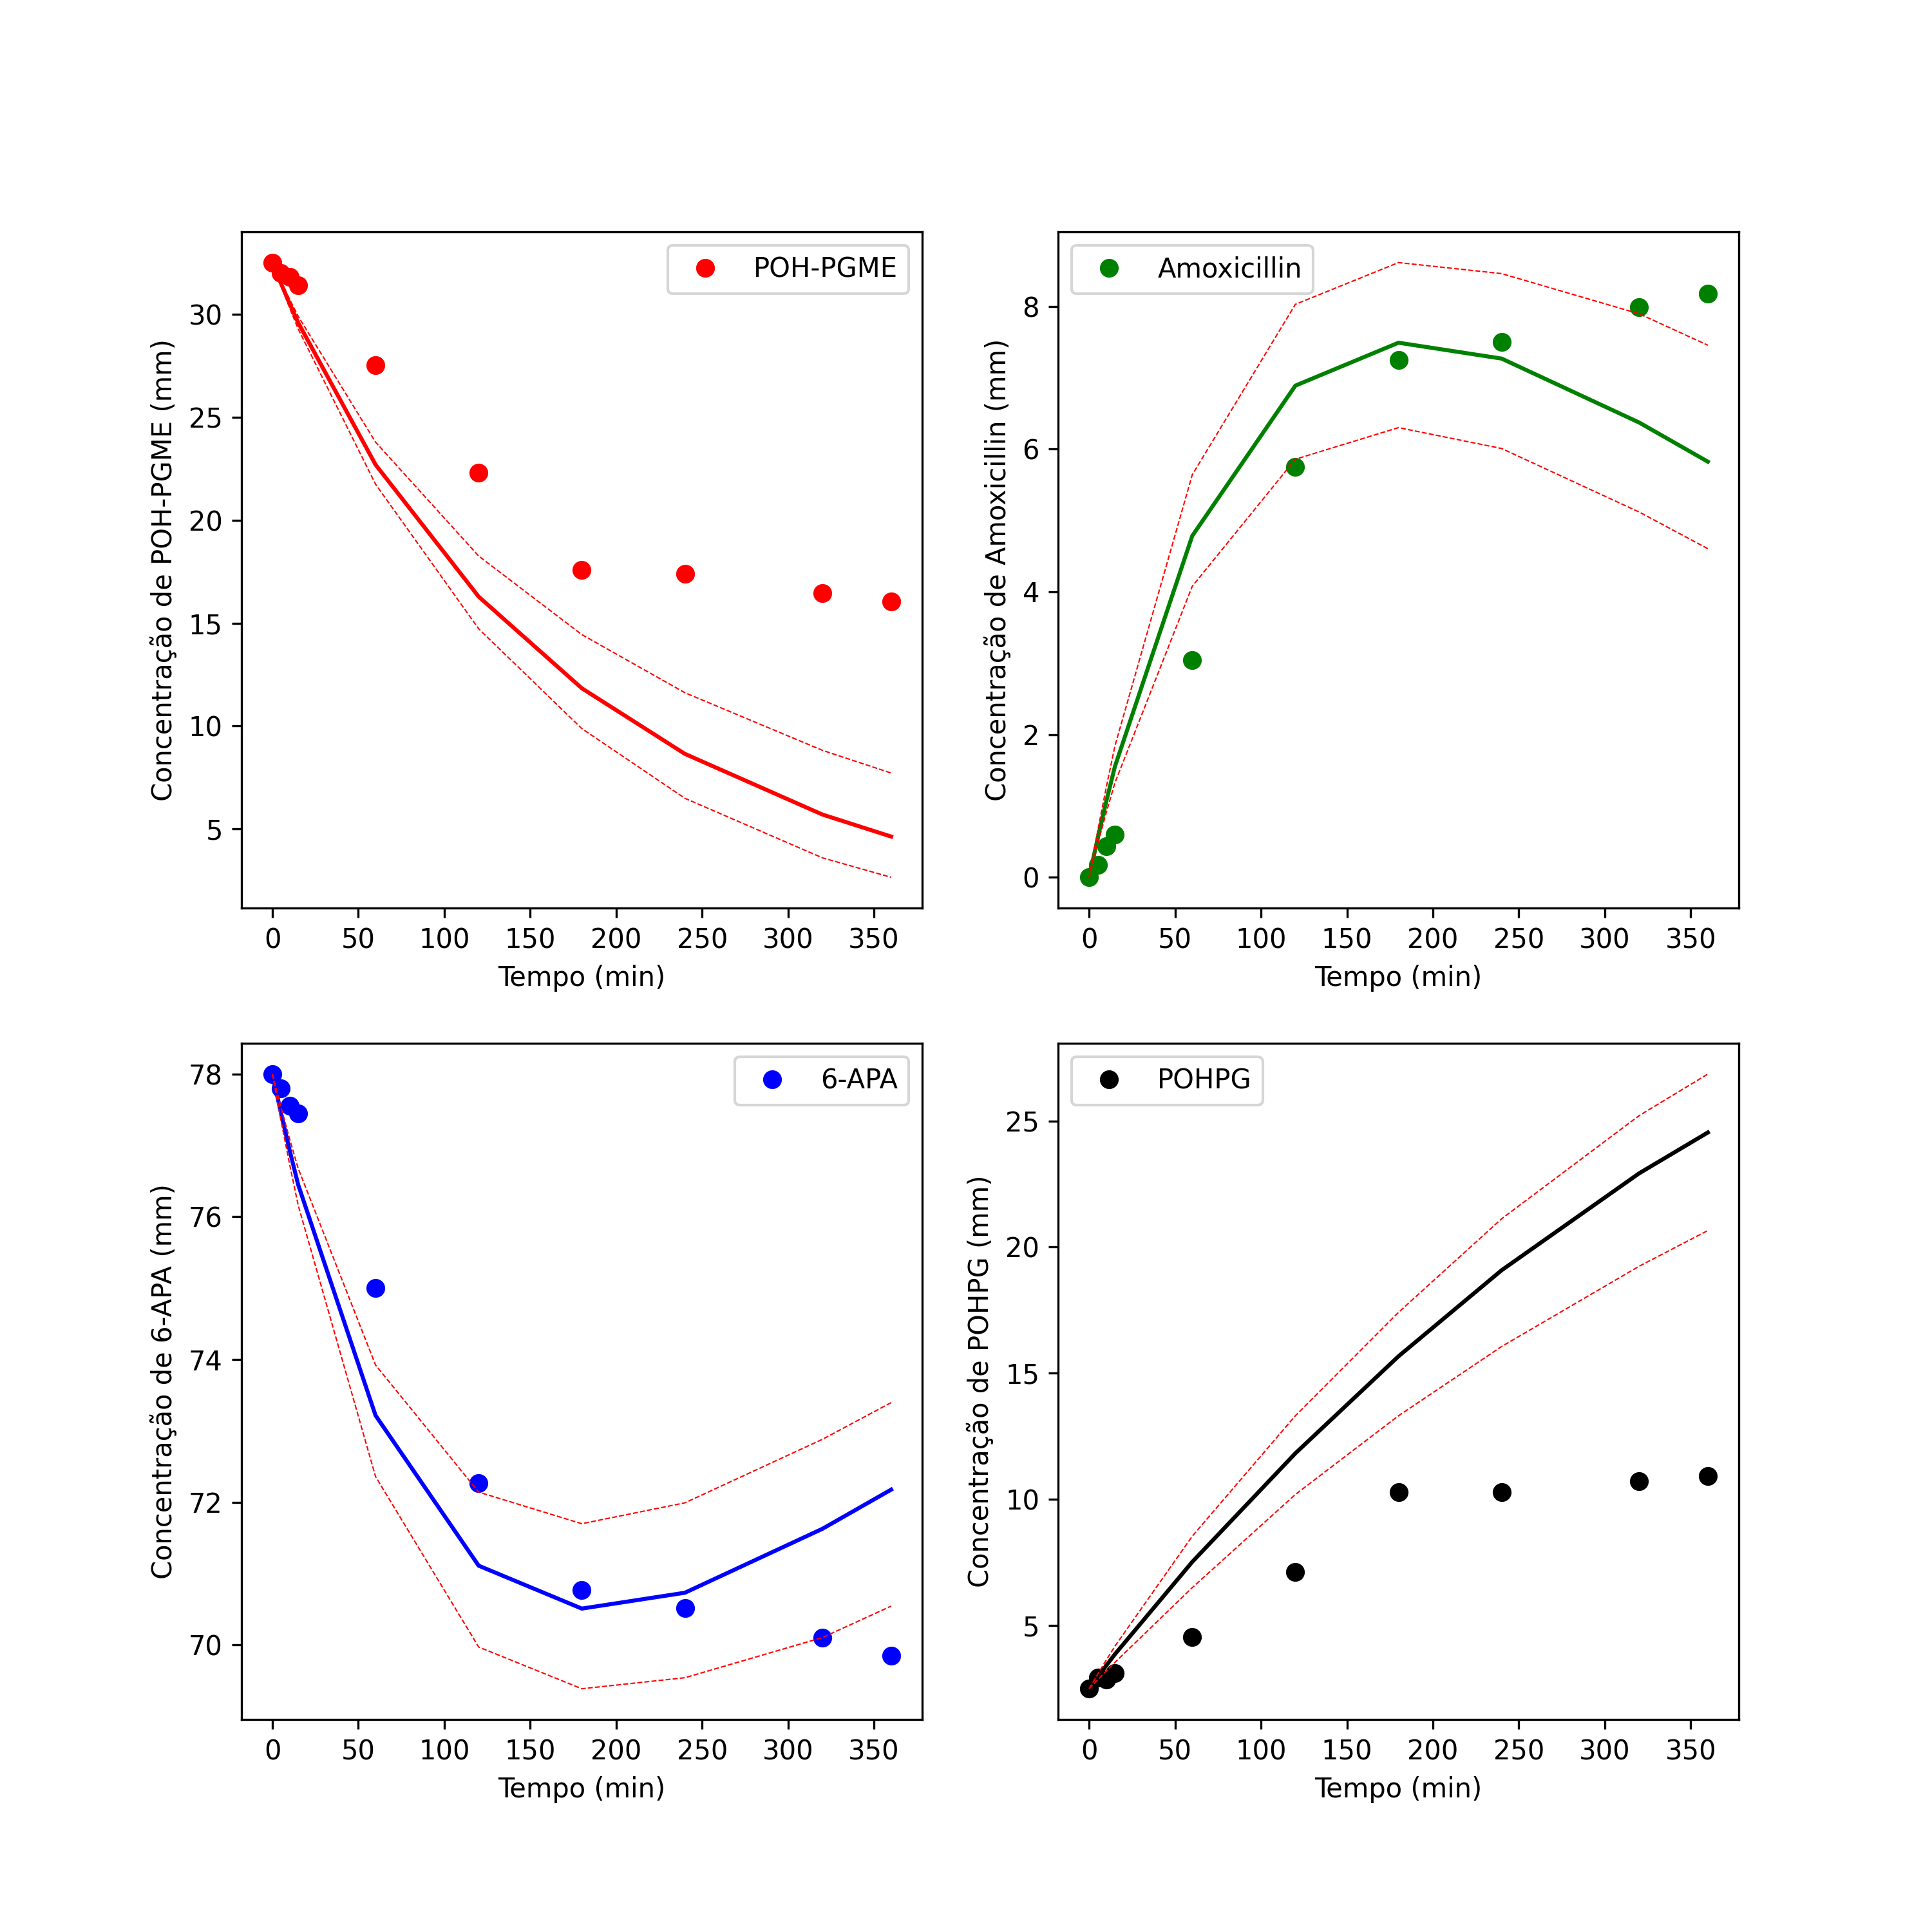 POH-PGME
Concentração de POH-PGME (mm)
30
25
20
15
10
5
0 50 100 150 200 250 300 350
Tempo (min)
Amoxicillin
Concentração de Amoxicillin (mm)
8
6
4
2
0
0 50 100 150 200 250 300 350
Tempo (min)
6-APA
Concentração de 6-APA (mm)
78
76
74
72
70
0 50 100 150 200 250 300 350
Tempo (min)
POHPG
Concentração de POHPG (mm)
25
20
15
10
5
0 50 100 150 200 250 300 350
Tempo (min)